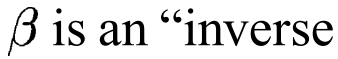 β is an “inverse